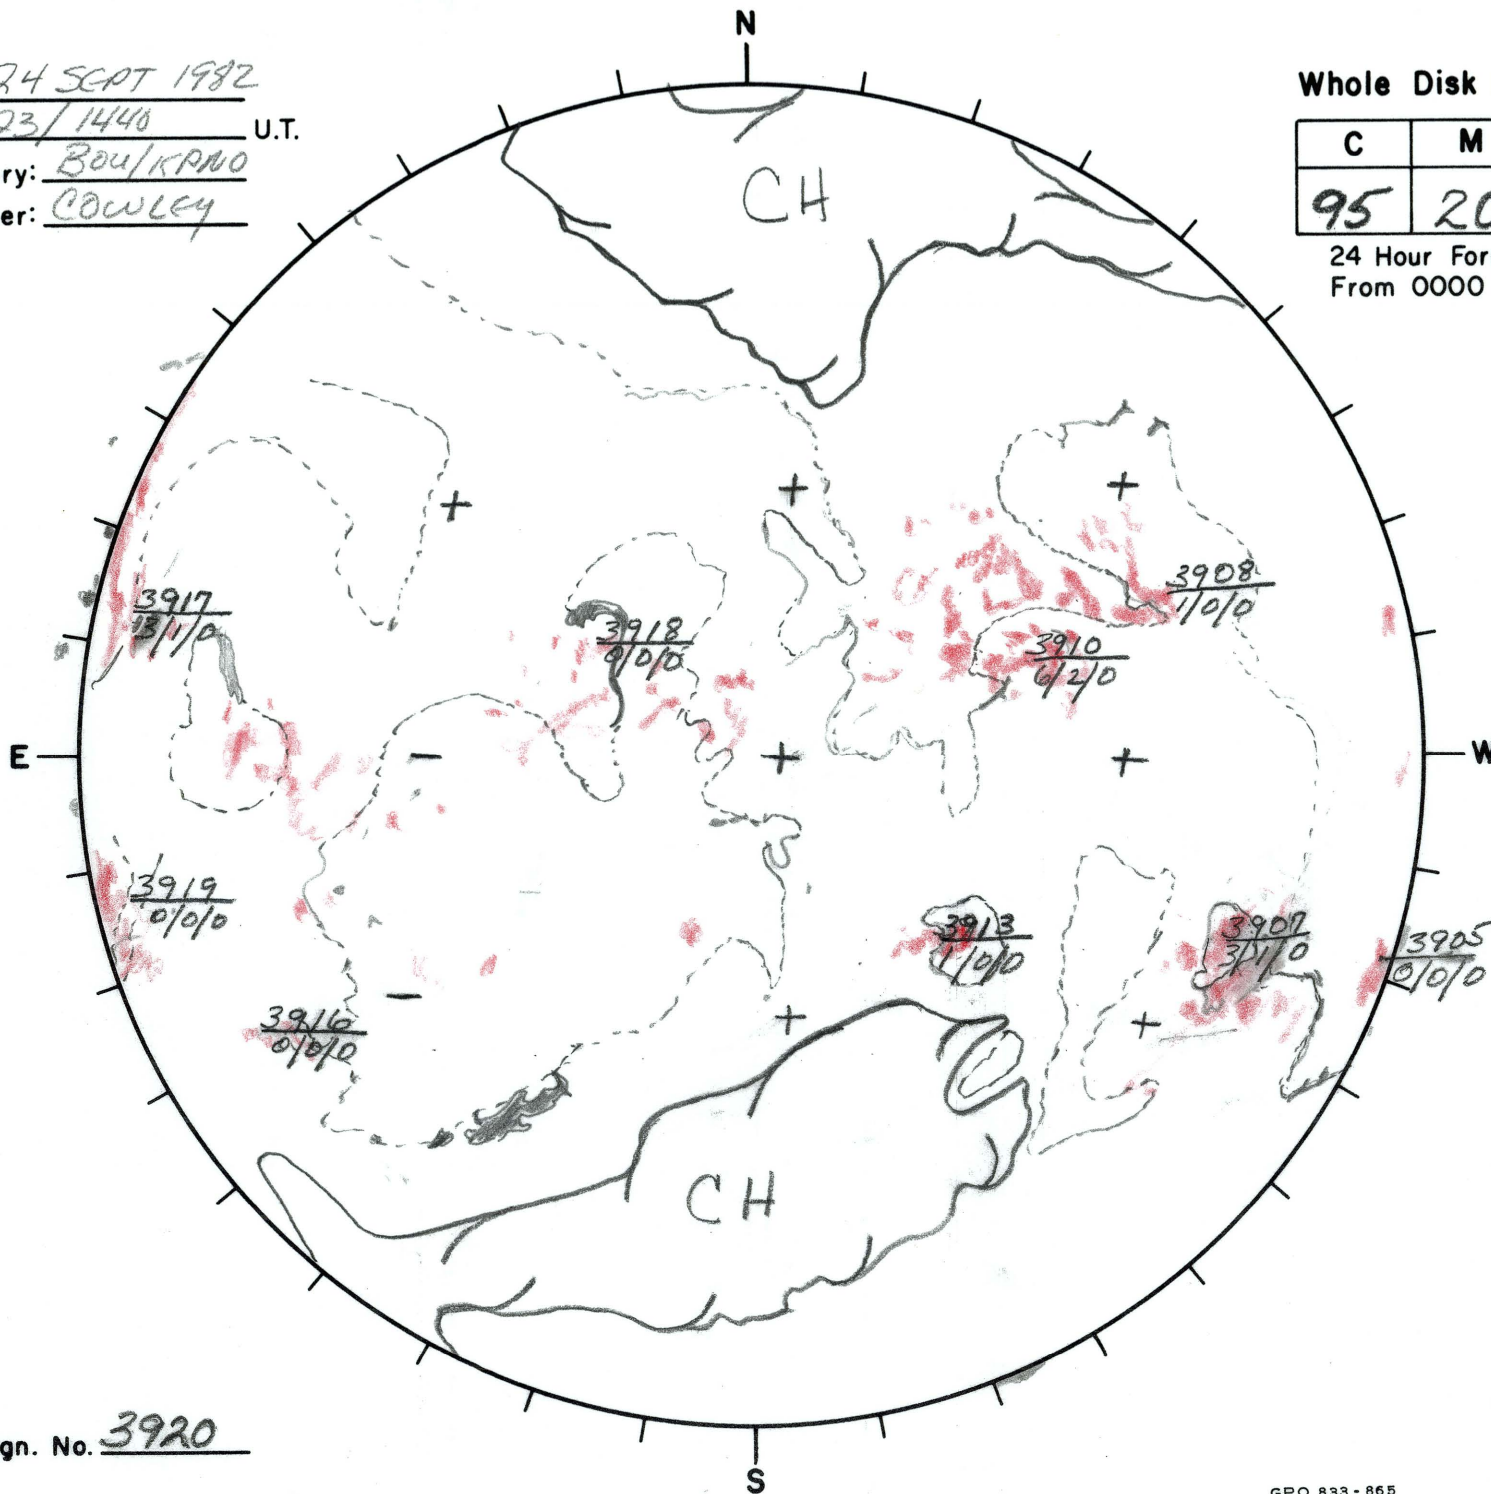 N
24 SEPT 1982
23/1440 U.T.
ry: BOU/KPNO
er: COWLEY
Whole Disk
C M
95 20
24 Hour For
From 0000
CH
+
+
+
3908
1/0/0
3917
13/1/0
3918
0/0/0
3910
6/2/0
E
−
+
+
W
3919
0/0/0
3913
1/0/0
3907
3/1/0
3905
0/0/0
−
3916
0/0/0
+
+
CH
gn. No. 3920
S
GPO 833-865